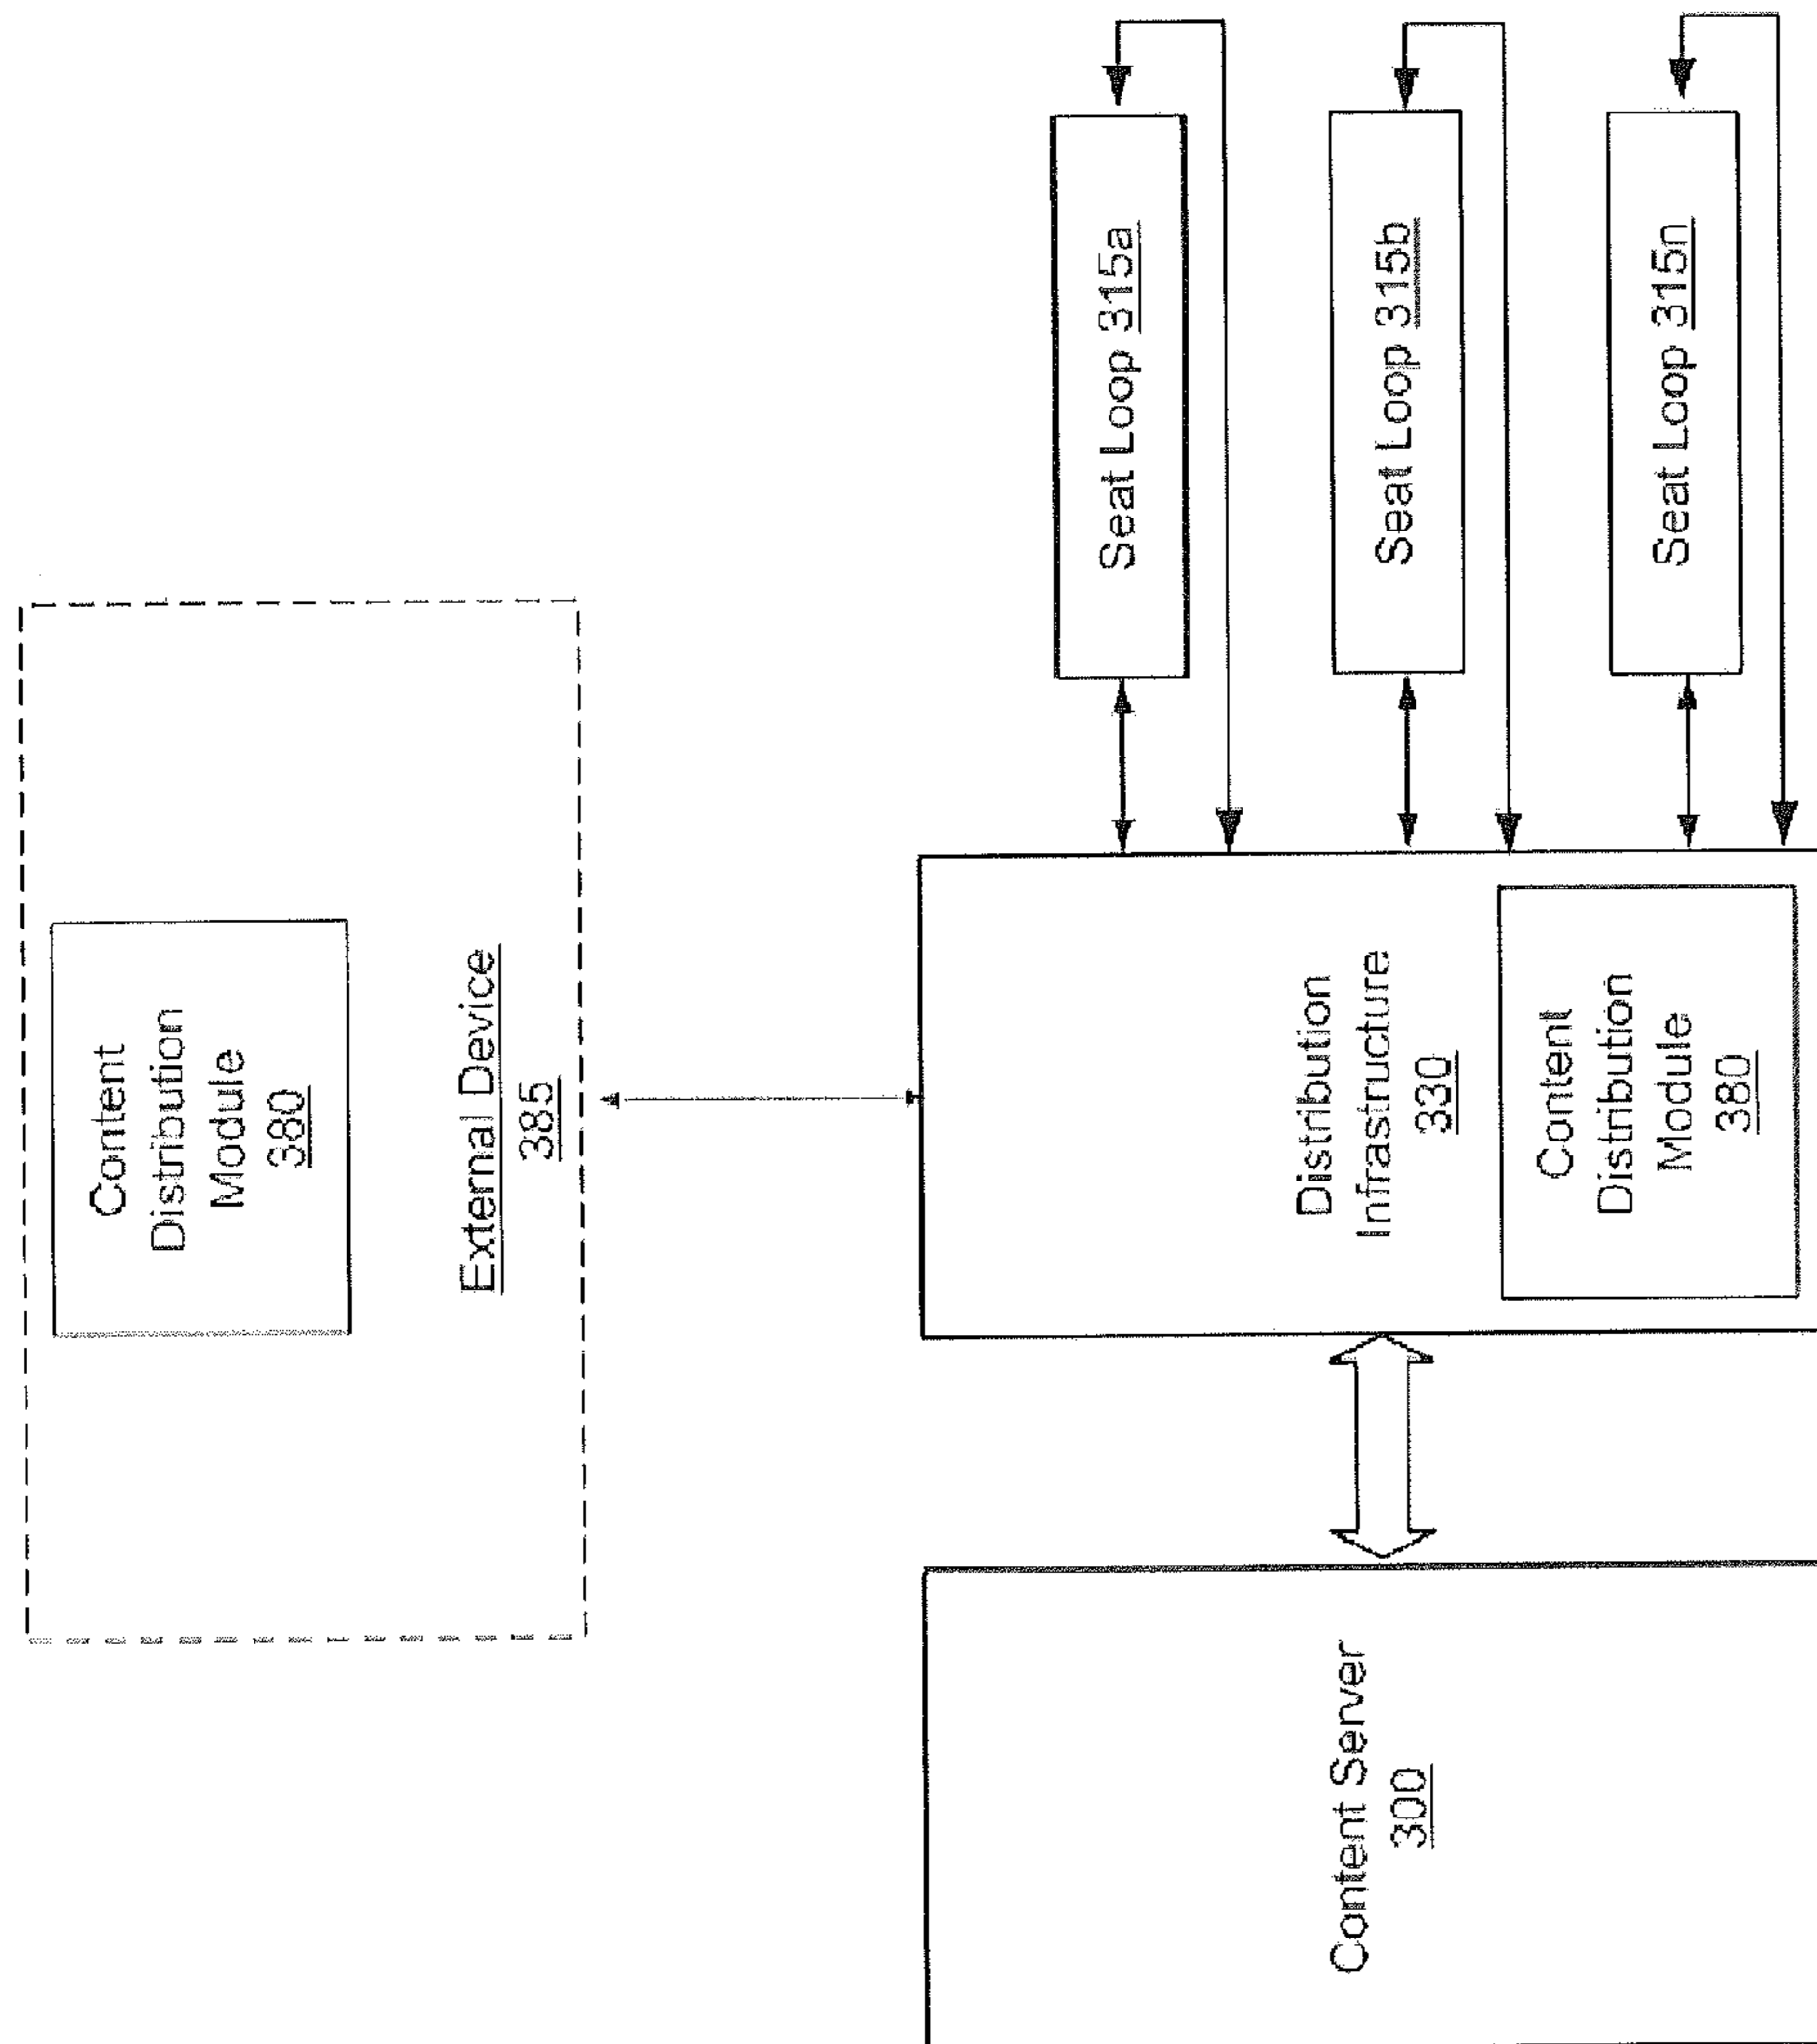 Content
Distribution
Module
380
External Device
385
Content Server
300
Distribution
Infrastructure
330
Content
Distribution
Module
380
Seat Loop 315a
Seat Loop 315b
Seat Loop 315n